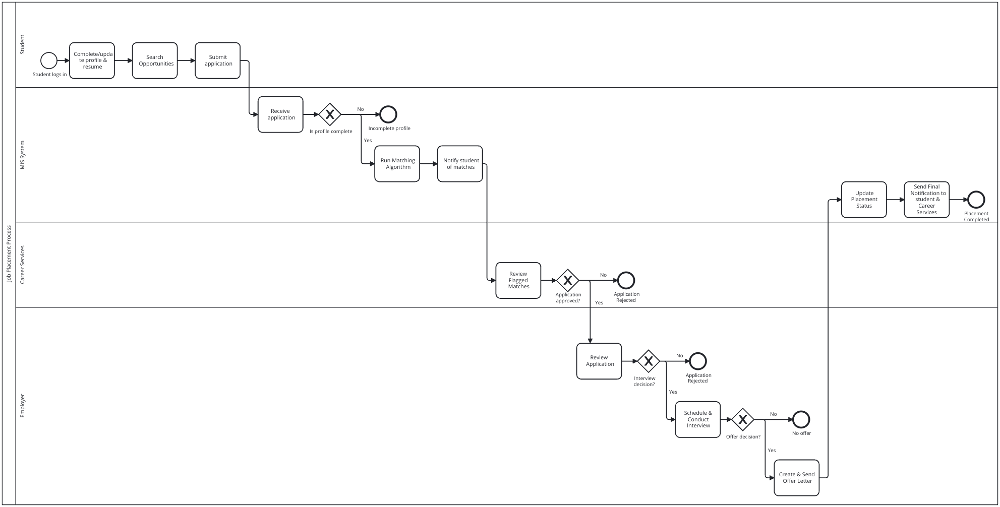 Job Placement Process
Student
Student logs in
Complete/upda
te profile &
resume
Search
Opportunities
Submit
application
MIS System
Receive
application
Is profile complete
No
Incomplete profile
Yes
Run Matching
Algorithm
Notify student
of matches
Update
Placement
Status
Send Final
Notification to
student &
Career
Services
Placement
Completed
Career Services
Review
Flagged
Matches
Application
approved?
No
Application
Rejected
Yes
Employer
Review
Application
Interview
decision?
No
Application
Rejected
Yes
Schedule &
Conduct
Interview
Offer decision?
No
No offer
Yes
Create & Send
Offer Letter